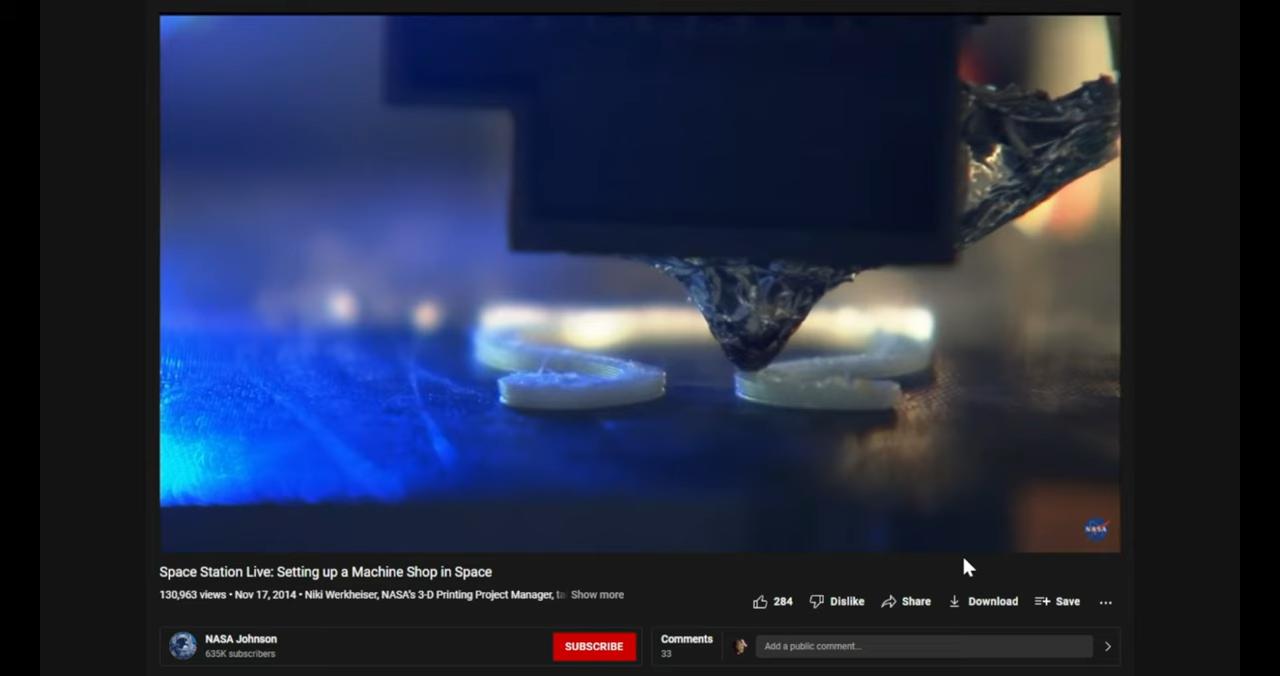 NASA
Space Station Live: Setting up a Machine Shop in Space
130,963 views • Nov 17, 2014 • Niki Werkheiser, NASA's 3-D Printing Project Manager, Show more
284 Dislike Share Download Save ...
NASA Johnson
635K subscribers
SUBSCRIBE
Comments
33
Add a public comment...